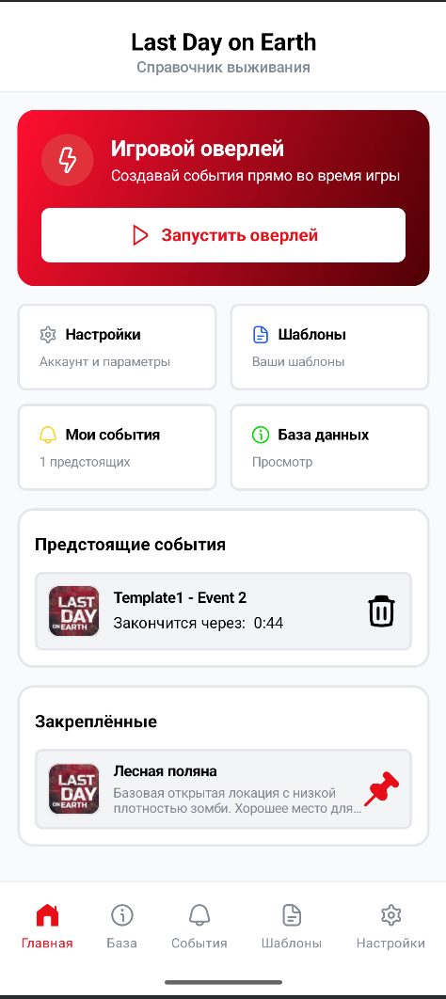 Last Day on Earth
Справочник выживания
Игровой оверлей
Создавай события прямо во время игры
Запустить оверлей
Настройки
Аккаунт и параметры
Шаблоны
Ваши шаблоны
Мои события
1 предстоящих
База данных
Просмотр
Предстоящие события
LAST
DAY
ON EARTH
Template1 - Event 2
Закончится через: 0:44
Закреплённые
LAST
DAY
ON EARTH
Лесная поляна
Базовая открытая локация с низкой
плотностью зомби. Хорошее место для...
Главная
База
События
Шаблоны
Настройки